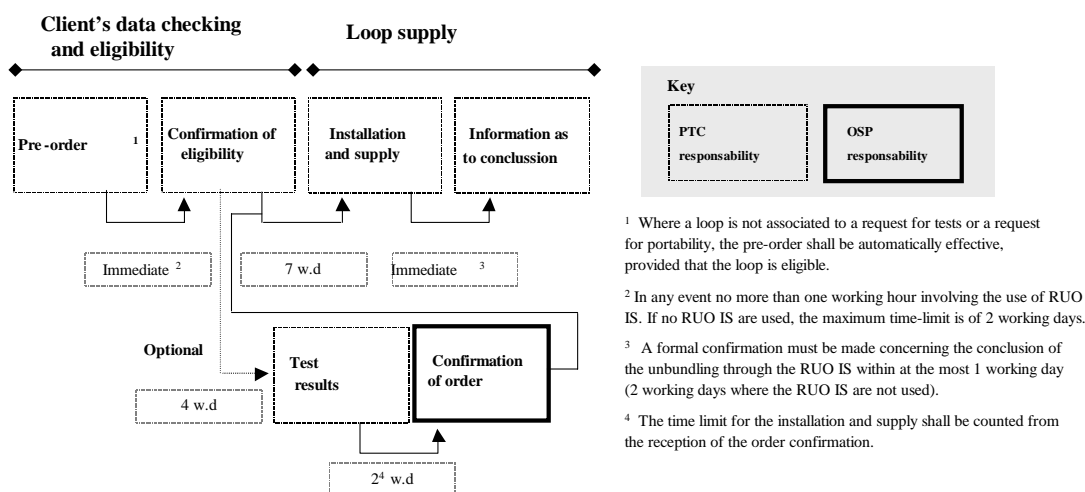 Client's data checking
and eligibility
Loop supply
Pre-order 1
Confirmation of
eligibility
Installation
and supply
Information as
to conclussion
Immediate 2
7 w.d
Immediate 3
Optional
4 w.d
Test
results
Confirmation
of order
2⁴ w.d
Key
PTC
responsability
OSP
responsability
1 Where a loop is not associated to a request for tests or a request
for portability, the pre-order shall be automatically effective,
provided that the loop is eligible.
2 In any event no more than one working hour involving the use of RUO
IS. If no RUO IS are used, the maximum time-limit is of 2 working days.
3 A formal confirmation must be made concerning the conclusion of
the unbundling through the RUO IS within at the most 1 working day
(2 working days where the RUO IS are not used).
4 The time limit for the installation and supply shall be counted from
the reception of the order confirmation.